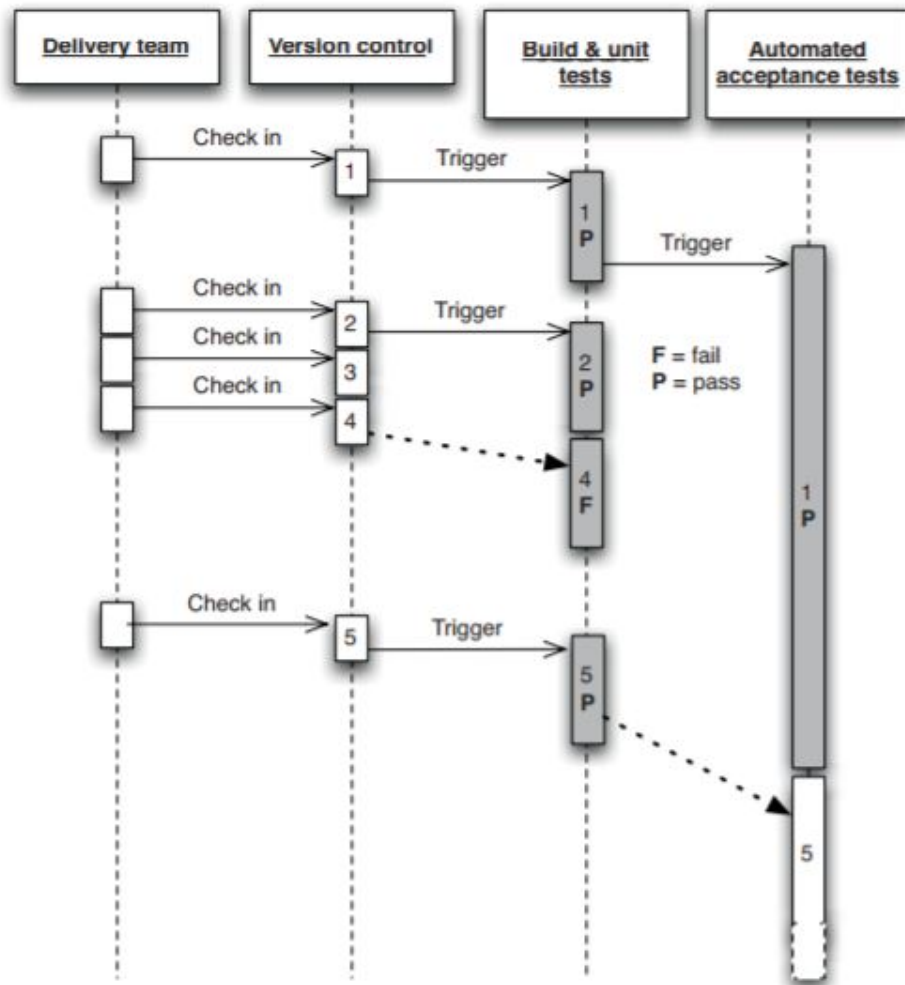 Delivery team
Version control
Build & unit
tests
Automated
acceptance tests
Check in
1
Trigger
1
P
Trigger
Check in
2
Trigger
Check in
3
2
P
F = fail
P = pass
Check in
4
4
F
1
P
Check in
5
Trigger
5
P
5